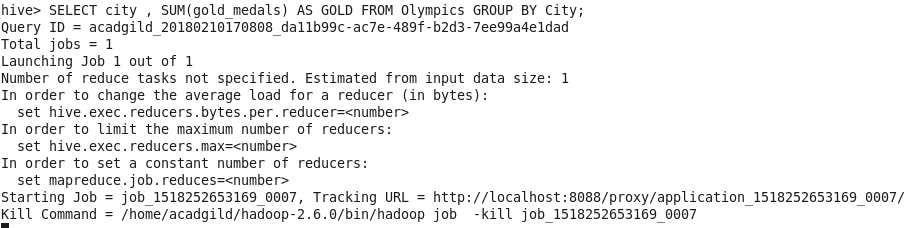 hive> SELECT city , SUM(gold_medals) AS GOLD FROM Olympics GROUP BY City;
Query ID = acadgild_20180210170808_da11b99c-ac7e-489f-b2d3-7ee99a4e1dad
Total jobs = 1
Launching Job 1 out of 1
Number of reduce tasks not specified. Estimated from input data size: 1
In order to change the average load for a reducer (in bytes):
  set hive.exec.reducers.bytes.per.reducer=<number>
In order to limit the maximum number of reducers:
  set hive.exec.reducers.max=<number>
In order to set a constant number of reducers:
  set mapreduce.job.reduces=<number>
Starting Job = job_1518252653169_0007, Tracking URL = http://localhost:8088/proxy/application_1518252653169_0007/
Kill Command = /home/acadgild/hadoop-2.6.0/bin/hadoop job  -kill job_1518252653169_0007